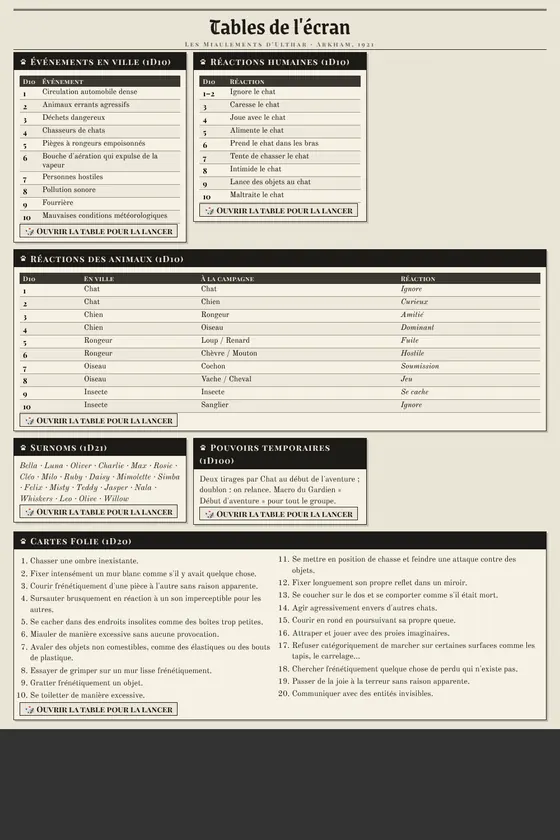 Tables de l'écran
Les Miaulements d'Ulthar · Arkham, 1921
Événements en ville (1D10)
D10 Événement
1 Circulation automobile dense
2 Animaux errants agressifs
3 Déchets dangereux
4 Chasseurs de chats
5 Pièges à rongeurs empoisonnés
6 Bouche d'aération qui expulse de la
vapeur
7 Personnes hostiles
8 Pollution sonore
9 Fourrière
10 Mauvaises conditions météorologiques
Ouvrir la table pour la lancer
Réactions humaines (1D10)
D10 Réaction
1–2 Ignore le chat
3 Caresse le chat
4 Joue avec le chat
5 Alimente le chat
6 Prend le chat dans les bras
7 Tente de chasser le chat
8 Intimide le chat
9 Lance des objets au chat
10 Maltraite le chat
Ouvrir la table pour la lancer
Réactions des animaux (1D10)
D10 En ville À la campagne Réaction
1 Chat Chat Ignore
2 Chat Chien Curieux
3 Chien Rongeur Amitié
4 Chien Oiseau Dominant
5 Rongeur Loup / Renard Fuite
6 Rongeur Chèvre / Mouton Hostile
7 Oiseau Cochon Soumission
8 Oiseau Vache / Cheval Jeu
9 Insecte Insecte Se cache
10 Insecte Sanglier Ignore
Ouvrir la table pour la lancer
Surnoms (1D21)
Bella · Luna · Oliver · Charlie · Max · Rosie ·
Cléo · Milo · Ruby · Daisy · Mimolette · Simba
· Felix · Misty · Teddy · Jasper · Nala ·
Whiskers · Leo · Olive · Willow
Ouvrir la table pour la lancer
Pouvoirs temporaires
(1D100)
Deux tirages par Chat au début de l'aventure ;
doublon : on relance. Macro du Gardien «
Début d'aventure » pour tout le groupe.
Ouvrir la table pour la lancer
Cartes Folie (1D20)
1. Chasser une ombre inexistante.
2. Fixer intensément un mur blanc comme s'il y avait quelque chose.
3. Courir frénétiquement d'une pièce à l'autre sans raison apparente.
4. Sursauter brusquement en réaction à un son imperceptible pour les
autres.
5. Se cacher dans des endroits insolites comme des boîtes trop petites.
6. Miauler de manière excessive sans aucune provocation.
7. Avaler des objets non comestibles, comme des élastiques ou des bouts
de plastique.
8. Essayer de grimper sur un mur lisse frénétiquement.
9. Gratter frénétiquement un objet.
10. Se toiletter de manière excessive.
11. Se mettre en position de chasse et feindre une attaque contre des
objets.
12. Fixer longuement son propre reflet dans un miroir.
13. Se coucher sur le dos et se comporter comme s'il était mort.
14. Agir agressivement envers d'autres chats.
15. Courir en rond en poursuivant sa propre queue.
16. Attraper et jouer avec des proies imaginaires.
17. Refuser catégoriquement de marcher sur certaines surfaces comme les
tapis, le carrelage...
18. Chercher frénétiquement quelque chose de perdu qui n'existe pas.
19. Passer de la joie à la terreur sans raison apparente.
20. Communiquer avec des entités invisibles.
Ouvrir la table pour la lancer